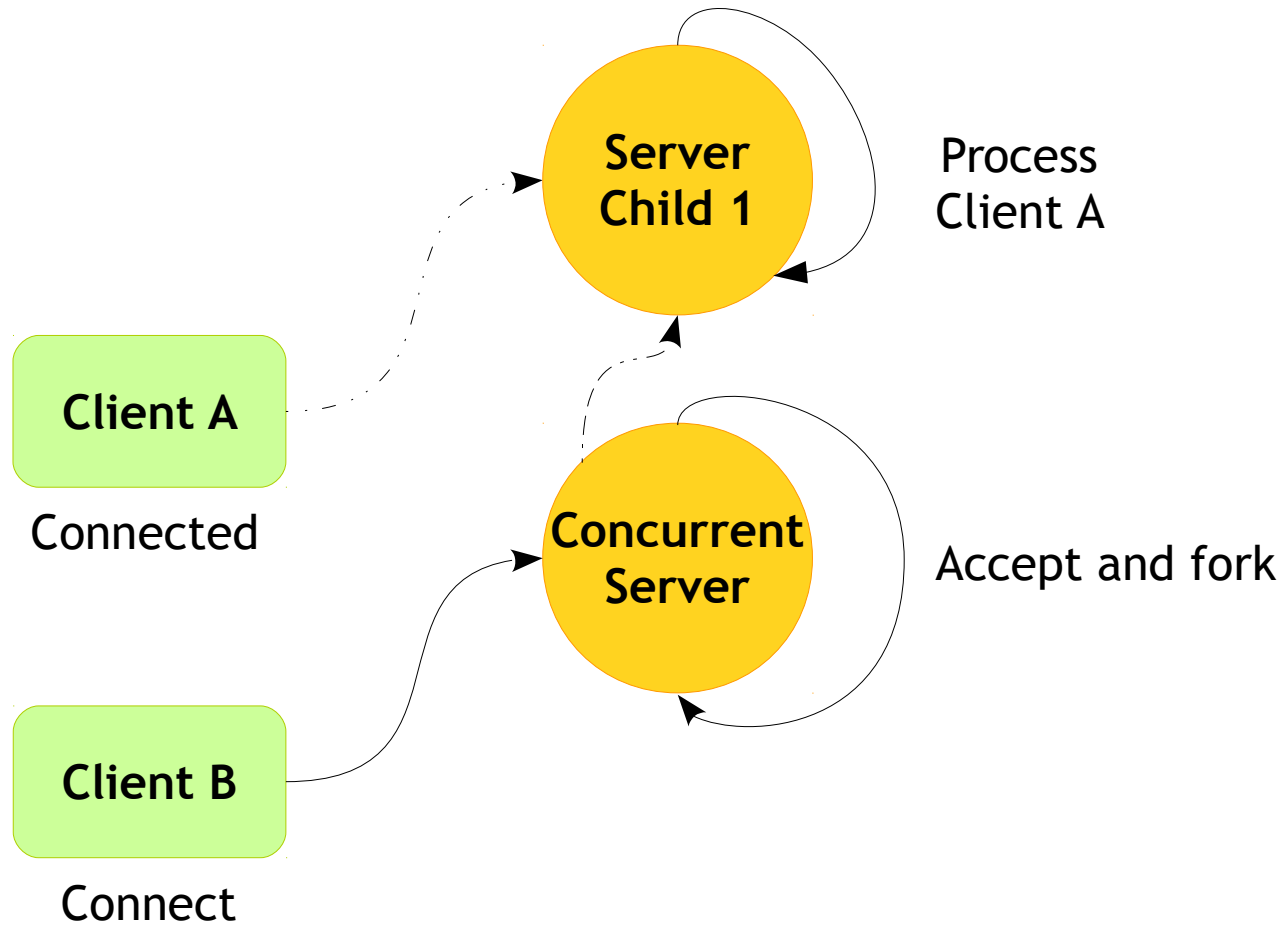 Server
Child 1
Process
Client A
Client A
Connected
Concurrent
Server
Accept and fork
Client B
Connect